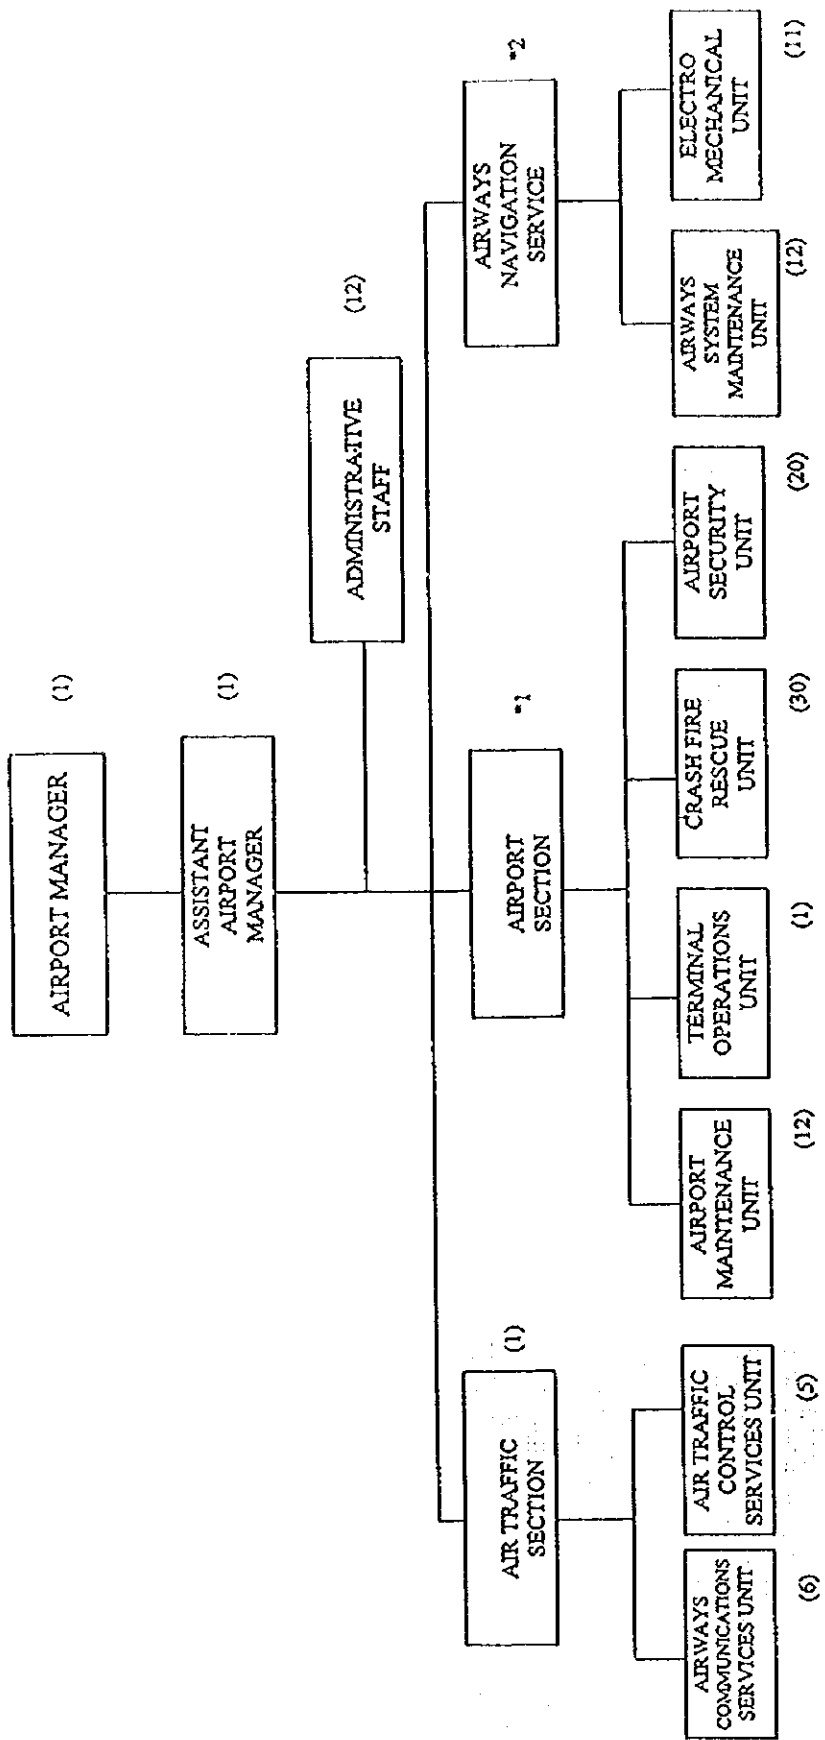 AIRPORT MANAGER
(1)
ASSISTANT
AIRPORT
MANAGER
(1)
ADMINISTRATIVE
STAFF
(12)
AIR TRAFFIC
SECTION
(1)
AIRPORT
SECTION
*1
AIRWAYS
NAVIGATION
SERVICE
*2
AIRWAYS
COMMUNICATIONS
SERVICES UNIT
(6)
AIR TRAFFIC
CONTROL
SERVICES UNIT
(5)
AIRPORT
MAINTENANCE
UNIT
(12)
TERMINAL
OPERATIONS
UNIT
(1)
CRASH FIRE
RESCUE
UNIT
(30)
AIRPORT
SECURITY
UNIT
(20)
AIRWAYS
SYSTEM
MAINTENANCE
UNIT
(12)
ELECTRO
MECHANICAL
UNIT
(11)